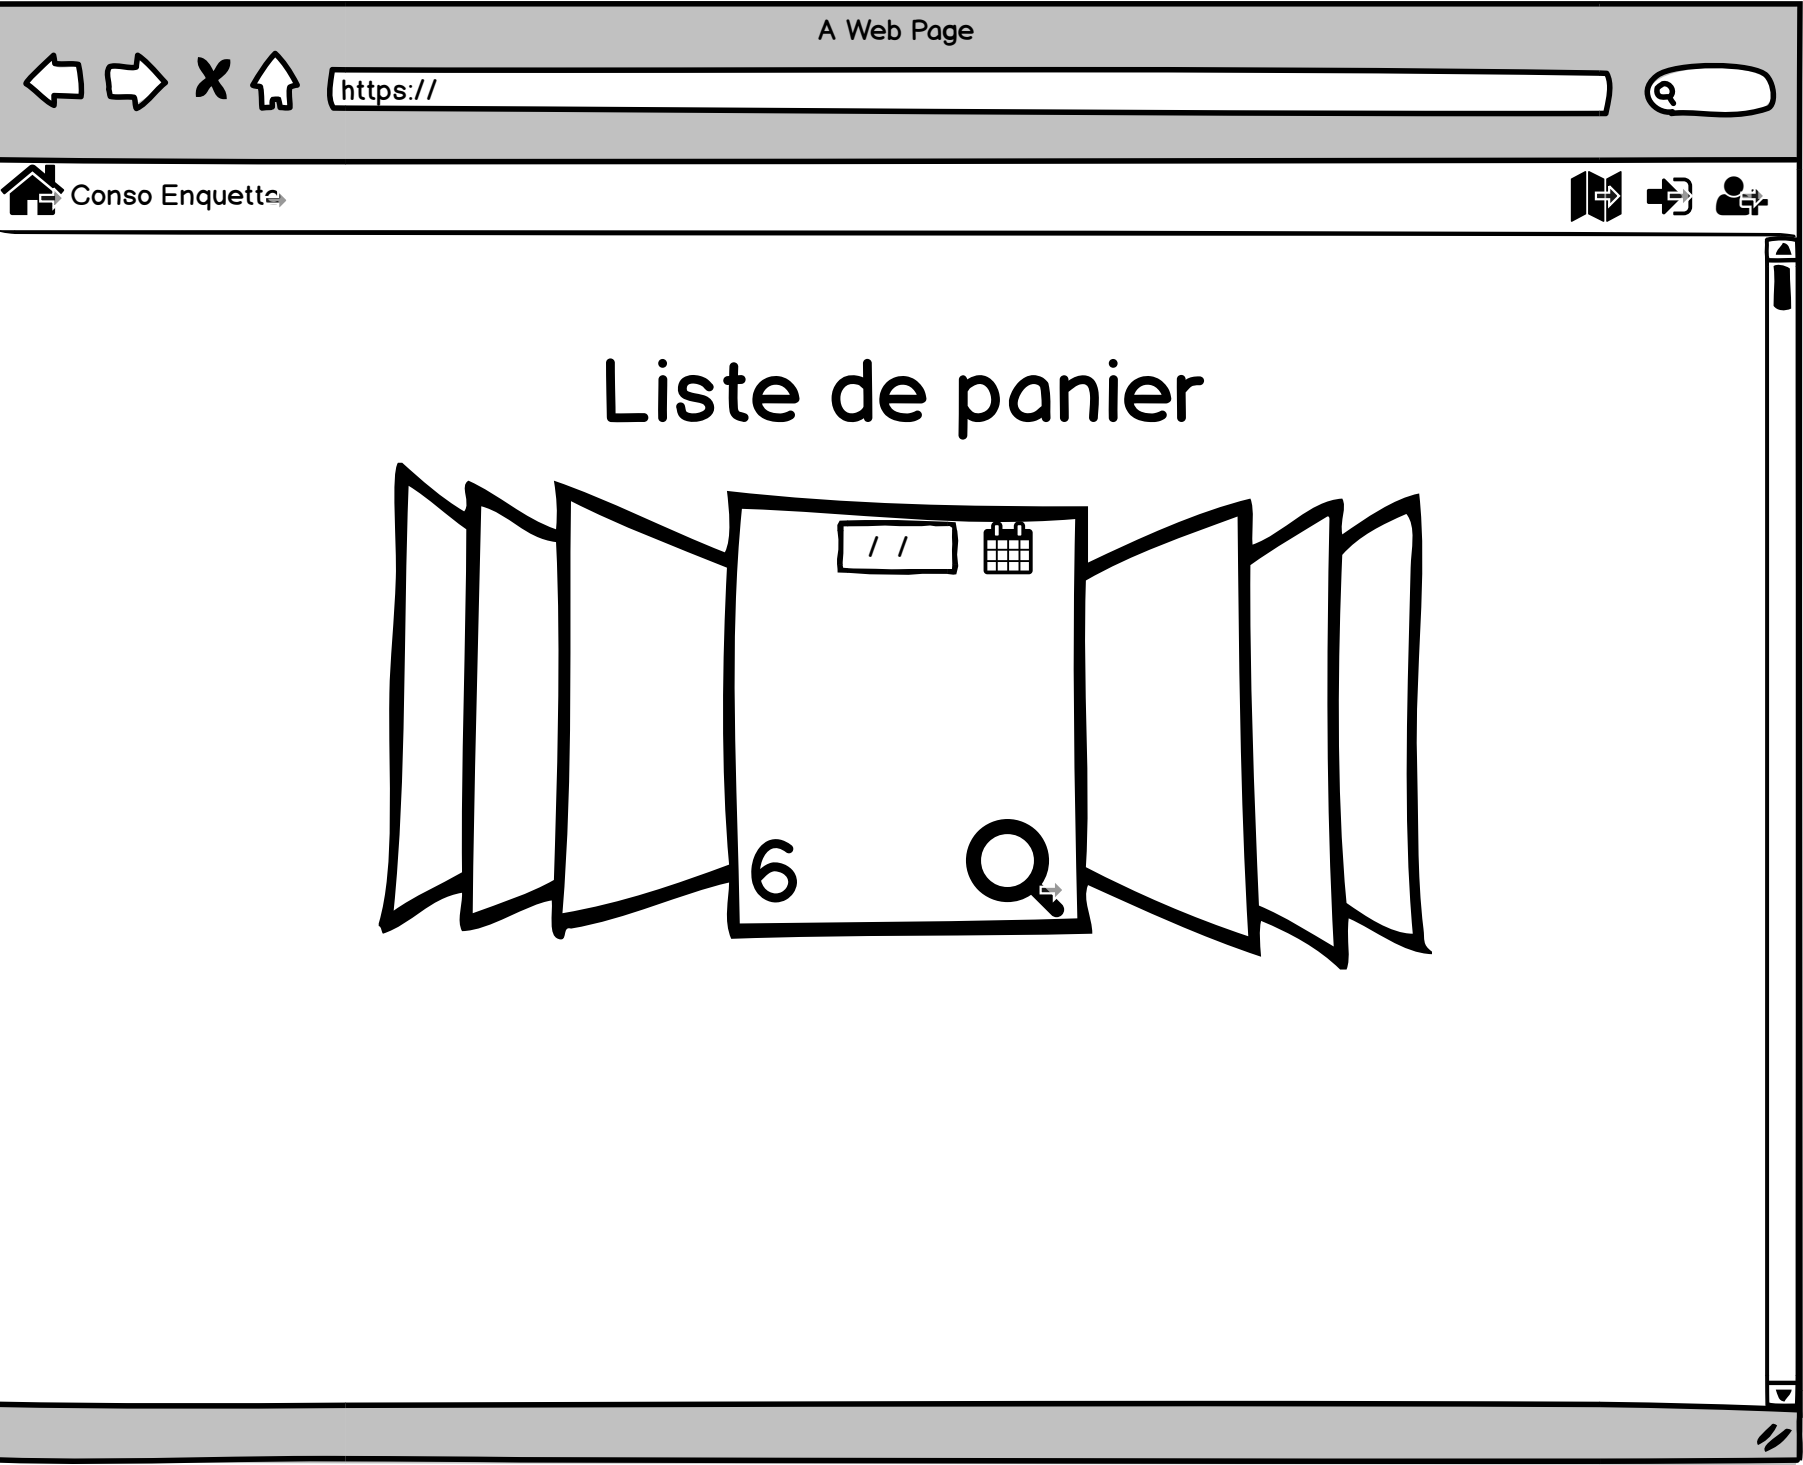 A Web Page
https://
Conso Enquette
Liste de panier
/ /
6